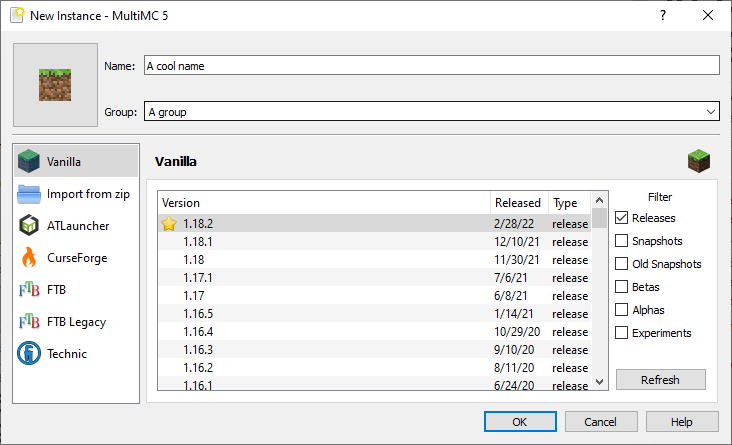 New Instance - MultiMC 5
Name: A cool name
Group: A group
Vanilla
Import from zip
ATLauncher
CurseForge
FTB
FTB Legacy
Technic
Vanilla
Version Released Type
1.18.2 2/28/22 release
1.18.1 12/10/21 release
1.18 11/30/21 release
1.17.1 7/6/21 release
1.17 6/8/21 release
1.16.5 1/14/21 release
1.16.4 10/29/20 release
1.16.3 9/10/20 release
1.16.2 8/11/20 release
1.16.1 6/24/20 release
Filter
Releases
Snapshots
Old Snapshots
Betas
Alphas
Experiments
Refresh
OK Cancel Help